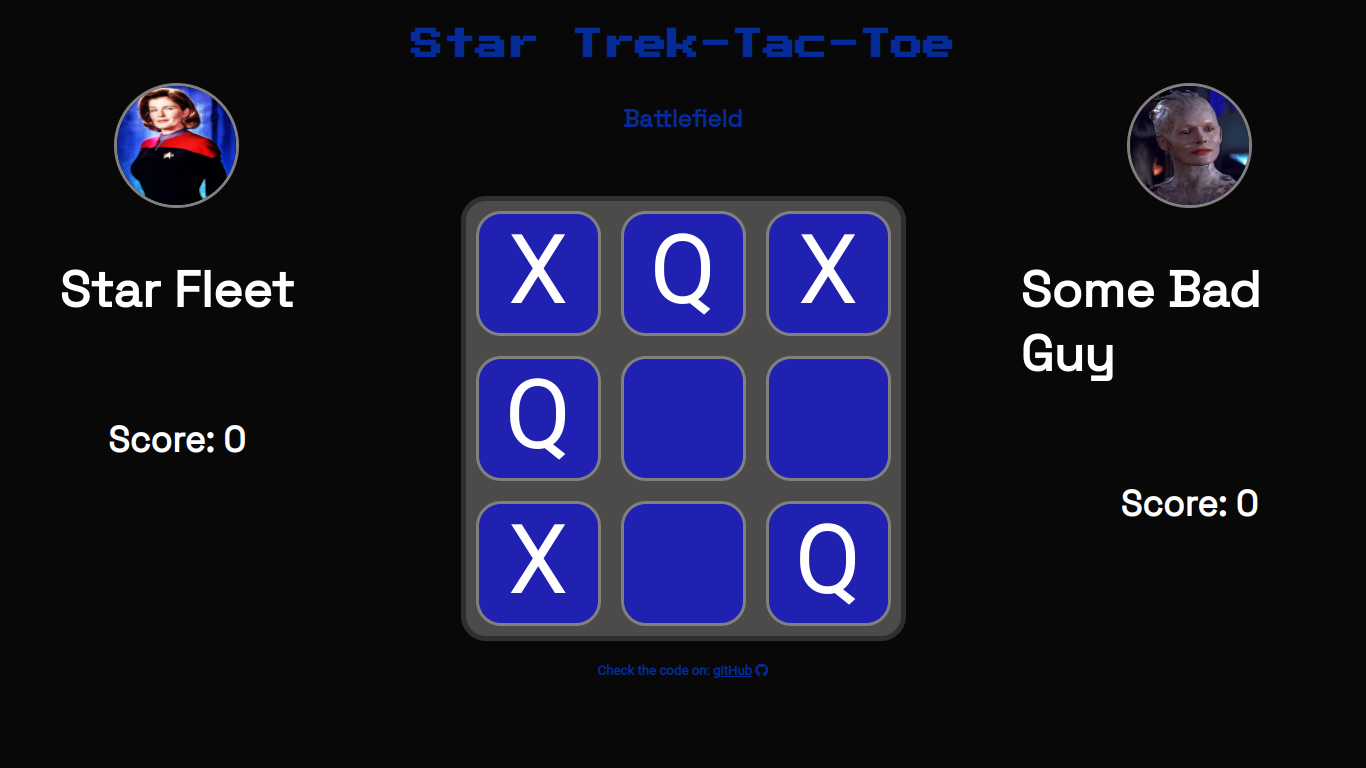 Star Trek-Tac-Toe
Battlefield
Star Fleet
Score: 0
X Q X
Q
X Q
Some Bad
Guy
Score: 0
Check the code on: gitHub